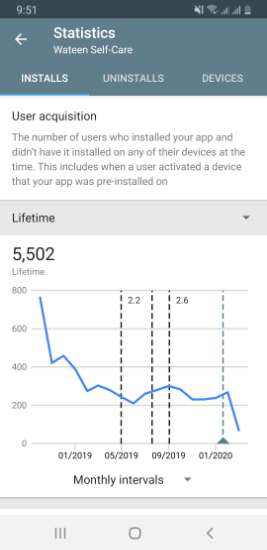 9:51
Statistics
Wateen Self-Care
INSTALLS
UNINSTALLS
DEVICES
User acquisition
The number of users who installed your app and
didn't have it installed on any of their devices at the
time. This includes when a user activated a device
that your app was pre-installed on
Lifetime
5,502
Lifetime
800
2.2
2.6
600
400
200
0
01/2019
05/2019
09/2019
01/2020
Monthly intervals